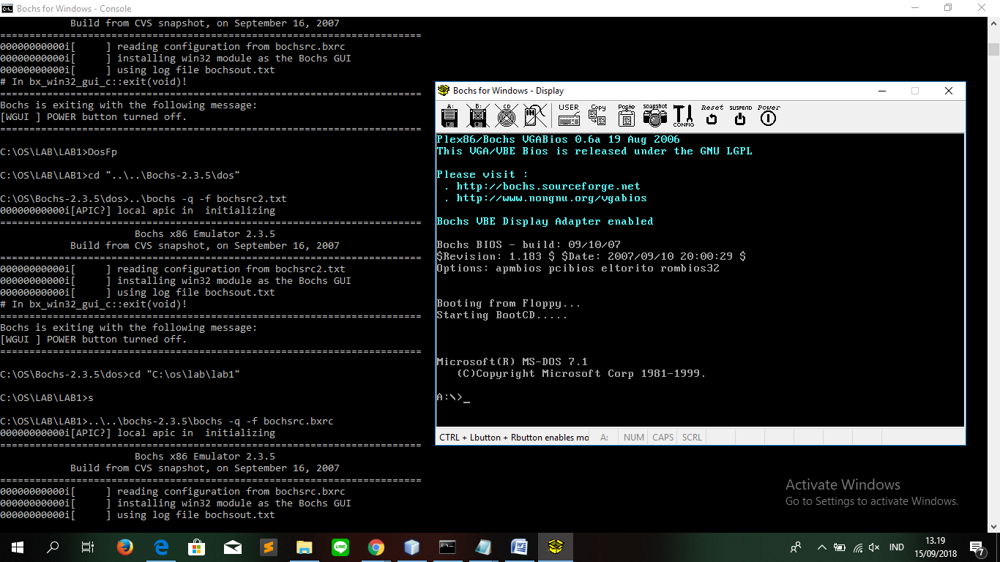 Bochs for Windows - Console
Build from CVS snapshot, on September 16, 2007
========================================================================
00000000000i[     ] reading configuration from bochsrc.bxrc
00000000000i[     ] installing win32 module as the Bochs GUI
00000000000i[     ] using log file bochsout.txt
# In bx_win32_gui_c::exit(void)!
========================================================================
Bochs is exiting with the following message:
[WGUI ] POWER button turned off.
========================================================================
C:\OS\LAB\LAB1>DosFp
C:\OS\LAB\LAB1>cd "..\..\Bochs-2.3.5\dos"
C:\OS\Bochs-2.3.5\dos>..\bochs -q -f bochsrc2.txt
00000000000i[APIC?] local apic in  initializing
========================================================================
Bochs x86 Emulator 2.3.5
Build from CVS snapshot, on September 16, 2007
========================================================================
00000000000i[     ] reading configuration from bochsrc2.txt
00000000000i[     ] installing win32 module as the Bochs GUI
00000000000i[     ] using log file bochsout.txt
# In bx_win32_gui_c::exit(void)!
========================================================================
Bochs is exiting with the following message:
[WGUI ] POWER button turned off.
========================================================================
C:\OS\Bochs-2.3.5\dos>cd "C:\os\lab\lab1"
C:\OS\LAB\LAB1>s
C:\OS\LAB\LAB1>..\..\bochs-2.3.5\bochs -q -f bochsrc.bxrc
00000000000i[APIC?] local apic in  initializing
========================================================================
Bochs x86 Emulator 2.3.5
Build from CVS snapshot, on September 16, 2007
========================================================================
00000000000i[     ] reading configuration from bochsrc.bxrc
00000000000i[     ] installing win32 module as the Bochs GUI
00000000000i[     ] using log file bochsout.txt
Bochs for Windows - Display
A: B: CD USER Copy Paste Snapshot CONFIG Reset SUSPEND Power
Plex86/Bochs VGABios 0.6a 19 Aug 2006
This VGA/VBE Bios is released under the GNU LGPL
Please visit :
. http://bochs.sourceforge.net
. http://www.nongnu.org/vgabios
Bochs VBE Display Adapter enabled
Bochs BIOS - build: 09/10/07
$Revision: 1.183 $ $Date: 2007/09/10 20:00:29 $
Options: apmbios pcibios eltorito rombios32
Booting from Floppy...
Starting BootCD.....
Microsoft(R) MS-DOS 7.1
(C)Copyright Microsoft Corp 1981-1999.
A:\>_
CTRL + Lbutton + Rbutton enables mo A: NUM CAPS SCRL
Activate Windows
Go to Settings to activate Windows.
LINE
IND
13.19
15/09/2018
7